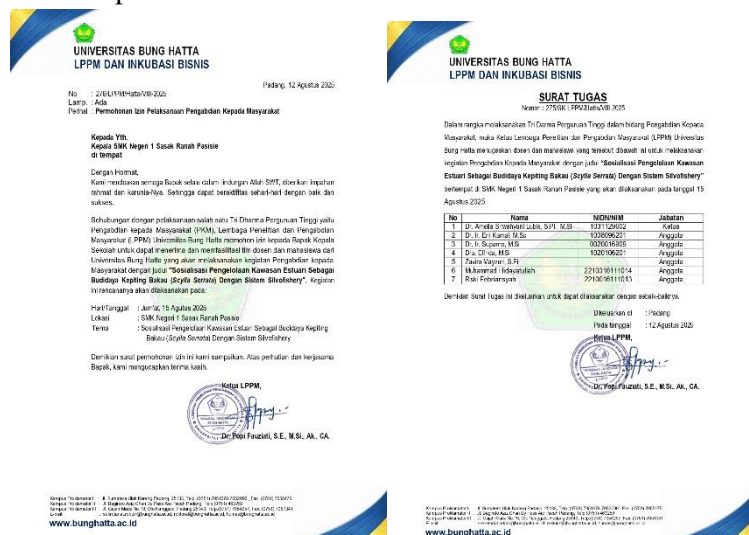 UNIVERSITAS BUNG HATTA
LPPM DAN INKUBASI BISNIS
Padang, 12 Agustus 2025
No :
Lamp. : Ada
Perihal : Permohonan Izin Pelaksanaan Pengabdian Kepada Masyarakat
Kepada Yth.
Kepala SMK Negeri 1 Sasak Ranah Pasisie
di tempat
Dengan Hormat,
Kami mendoakan semoga Bapak selalu dalam lindungan Allah SWT, diberikan limpahan
rahmat dan karunia-Nya. Sehingga dapat beraktifitas sehari-hari dengan baik dan
sukses.
Sehubungan dengan pelaksanaan salah satu Tri Dharma Perguruan Tinggi yaitu
Pengabdian kepada Masyarakat (PKM), Lembaga Penelitian dan Pengabdian
Masyarakat (LPPM) Universitas Bung Hatta memohon izin kepada Bapak Kepala
Sekolah untuk dapat menerima dan memfasilitasi tim dosen dan mahasiswa dari
Universitas Bung Hatta yang akan melaksanakan kegiatan Pengabdian kepada
Masyarakat dengan judul "Sosialisasi Pengelolaan Kawasan Estuari Sebagai
Budidaya Kepiting Bakau (Scylla Serrata) Dengan Sistem Silvofishery". Kegiatan
ini rencananya akan dilaksanakan pada:
Hari/Tanggal : Jum'at, 15 Agutus 2025
Lokasi : SMK Negeri 1 Sasak Ranah Pasisie
Tema : Sosialisasi Pengelolaan Kawasan Estuari Sebagai Budidaya Kepiting
Bakau (Scylla Serrata) Dengan Sistem Silvofishery
Demikian surat permohonan izin ini kami sampaikan. Atas perhatian dan kerjasama
Bapak, kami mengucapkan terima kasih.
Ketua LPPM,
Dr. Popi Fauziati, S.E., M.Si., Ak., CA.
www.bunghatta.ac.id
UNIVERSITAS BUNG HATTA
LPPM DAN INKUBASI BISNIS
SURAT TUGAS
Nomor :
Dalam rangka melaksanakan Tri Darma Perguruan Tinggi dalam bidang Pengabdian Kepada
Masyarakat, maka Ketua Lembaga Penelitian dan Pengabdian Masyarakat (LPPM) Universitas
Bung Hatta menugaskan dosen dan mahasiswa yang tersebut dibawah ini untuk melaksanakan
kegiatan Pengabdian Kepada Masyarakat dengan judul "Sosialisasi Pengelolaan Kawasan
Estuari Sebagai Budidaya Kepiting Bakau (Scylla Serrata) Dengan Sistem Silvofishery"
bertempat di SMK Negeri 1 Sasak Ranah Pasisie yang akan dilaksanakan pada tanggal 15
Agustus 2025
No Nama NIDN/NIM Jabatan
1 Dr. Amelia Sriwahyuni Lubis, S.Pi., M.Si 1031129602 Ketua
2 Dr. Ir. Eni Kamal, M.Sc Anggota
3 Dr. Ir. Suparno, M.Si Anggota
4 Dra. Elfrida, M.Si 1020106201 Anggota
5 S.Pi - Anggota
6 Muhammad Hidayatullah 2210016111014 Anggota
7 Riski Febriansyah 2210016111013 Anggota
Demikian Surat Tugas ini dikeluarkan untuk dapat dilaksanakan dengan sebaik-baiknya.
Dikeluarkan di : Padang
Pada tanggal : 12 Agustus 2025
Ketua LPPM,
Dr. Popi Fauziati, S.E., M.Si., Ak., CA.
www.bunghatta.ac.id